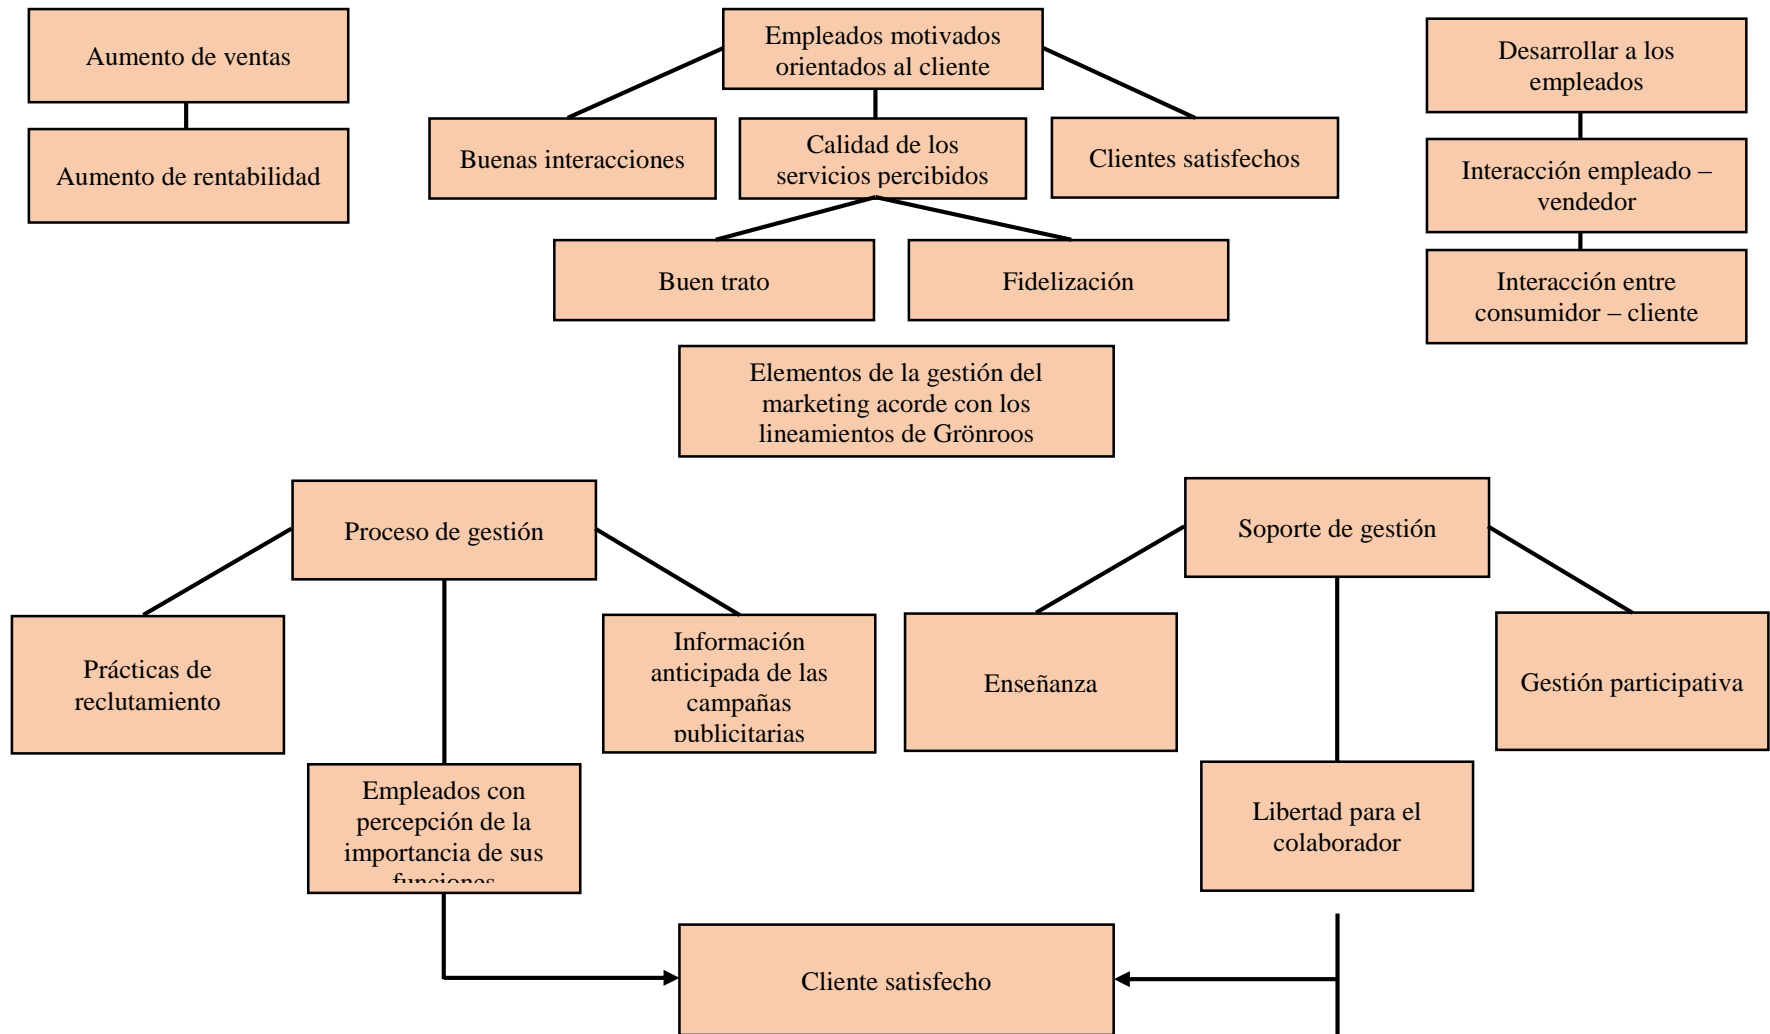 Aumento de ventas
Aumento de rentabilidad
Empleados motivados
orientados al cliente
Buenas interacciones
Calidad de los
servicios percibidos
Clientes satisfechos
Buen trato
Fidelización
Desarrollar a los
empleados
Interacción empleado –
vendedor
Interacción entre
consumidor – cliente
Elementos de la gestión del
marketing acorde con los
lineamientos de Grönroos
Proceso de gestión
Prácticas de
reclutamiento
Información
anticipada de las
campañas
publicitarias
Empleados con
percepción de la
importancia de sus
funciones
Soporte de gestión
Enseñanza
Gestión participativa
Libertad para el
colaborador
Cliente satisfecho